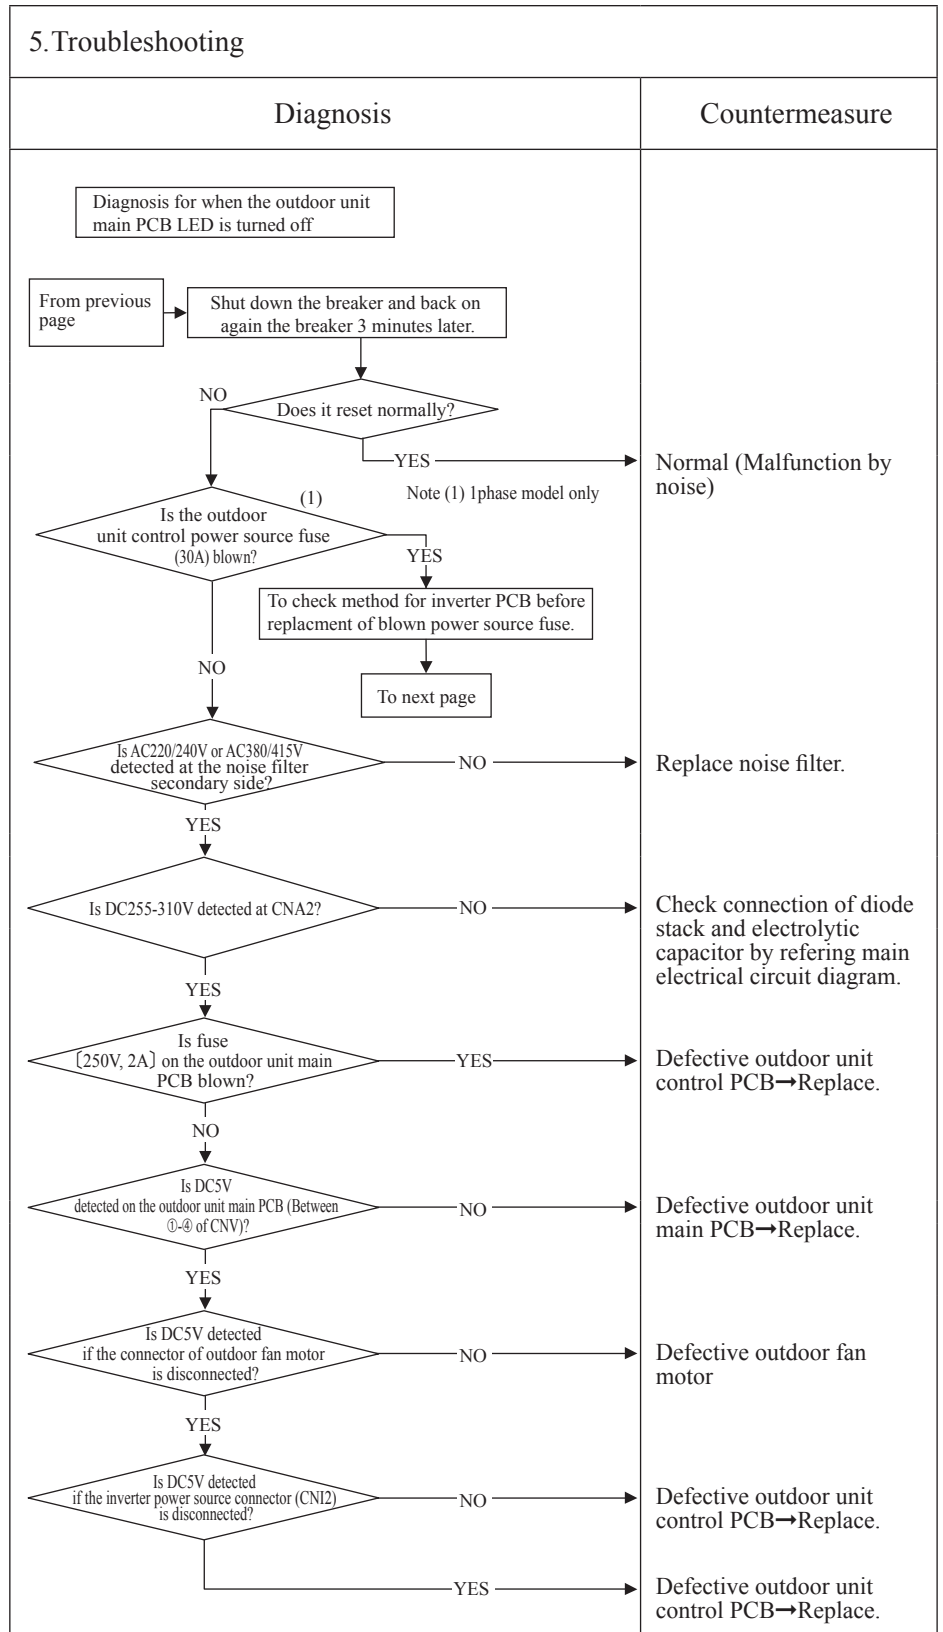 5.Troubleshooting
Diagnosis
Countermeasure
Diagnosis for when the outdoor unit
main PCB LED is turned off
From previous
page
Shut down the breaker and back on
again the breaker 3 minutes later.
NO
Does it reset normally?
YES
Normal (Malfunction by
noise)
Note (1) 1phase model only
(1)
Is the outdoor
unit control power source fuse
(30A) blown?
YES
To check method for inverter PCB before
replacment of blown power source fuse.
To next page
NO
Is AC220/240V or AC380/415V
detected at the noise filter
secondary side?
NO
Replace noise filter.
YES
Is DC255-310V detected at CNA2?
NO
Check connection of diode
stack and electrolytic
capacitor by refering main
electrical circuit diagram.
YES
Is fuse
〔250V, 2A〕on the outdoor unit main
PCB blown?
YES
Defective outdoor unit
control PCB➞Replace.
NO
Is DC5V
detected on the outdoor unit main PCB (Between
①-④ of CNV)?
NO
Defective outdoor unit
main PCB➞Replace.
YES
Is DC5V detected
if the connector of outdoor fan motor
is disconnected?
NO
Defective outdoor fan
motor
YES
Is DC5V detected
if the inverter power source connector (CNI2)
is disconnected?
NO
Defective outdoor unit
control PCB➞Replace.
YES
Defective outdoor unit
control PCB➞Replace.